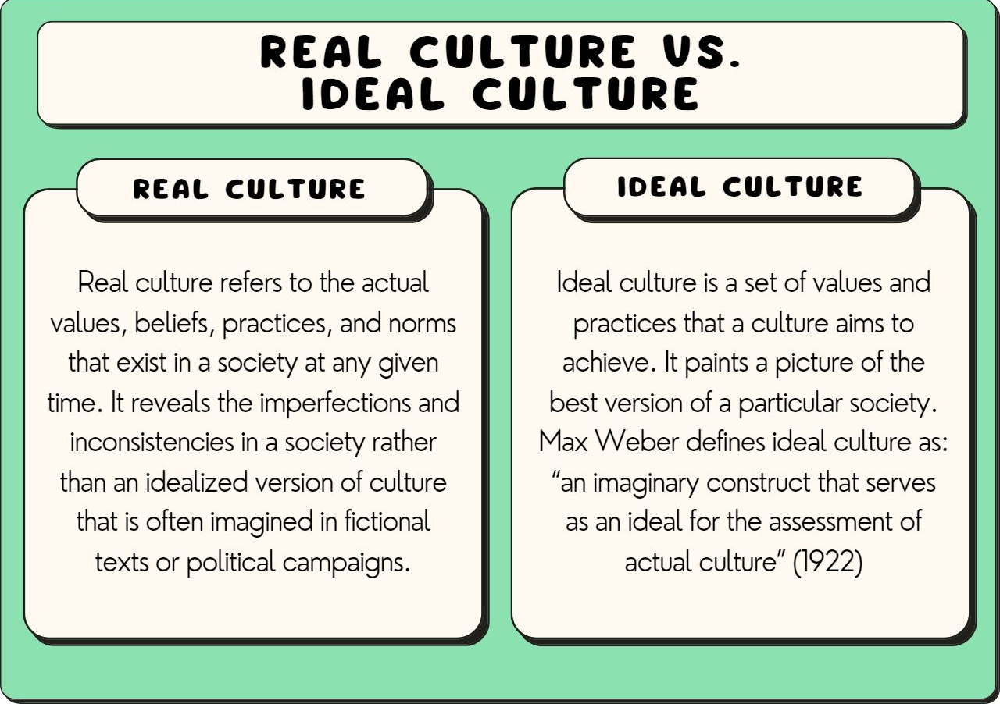 REAL CULTURE VS.
IDEAL CULTURE
REAL CULTURE
Real culture refers to the actual
values, beliefs, practices, and norms
that exist in a society at any given
time. It reveals the imperfections and
inconsistencies in a society rather
than an idealized version of culture
that is often imagined in fictional
texts or political campaigns.
IDEAL CULTURE
Ideal culture is a set of values and
practices that a culture aims to
achieve. It paints a picture of the
best version of a particular society.
Max Weber defines ideal culture as:
“an imaginary construct that serves
as an ideal for the assessment of
actual culture” (1922)